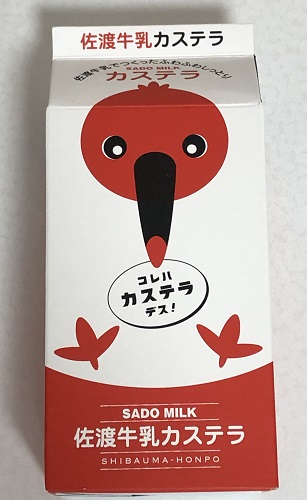 佐渡牛乳カステラ
佐渡牛乳でつくったふわふわしっとり
SADO MILK
カステラ
コレハ
カステラ
デス!
SADO MILK
佐渡牛乳カステラ
SHIBAUMA-HONPO